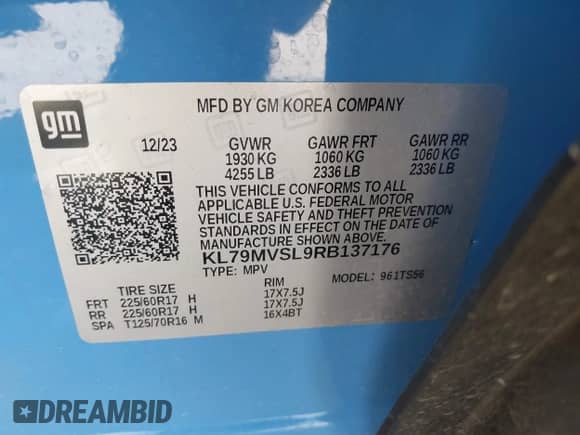 gm
MFD BY GM KOREA COMPANY
12/23 GVWR GAWR FRT GAWR RR
1930 KG 1060 KG 1060 KG
4255 LB 2336 LB 2336 LB
THIS VEHICLE CONFORMS TO ALL
APPLICABLE U.S. FEDERAL MOTOR
VEHICLE SAFETY AND THEFT PREVENTION
STANDARDS IN EFFECT ON THE DATE OF
MANUFACTURE SHOWN ABOVE.
KL79MVSL9RB137176
TYPE: MPV MODEL: 961TS56
TIRE SIZE RIM
FRT 225/60R17 H 17X7.5J
RR 225/60R17 H 17X7.5J
SPA T125/70R16 M 16X4BT
DREAMBID